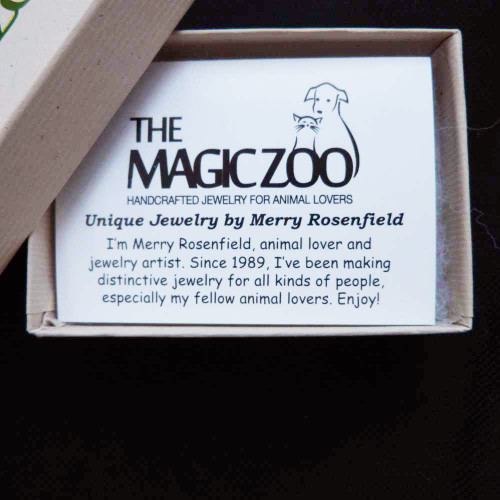 THE
MAGIC ZOO
HANDCRAFTED JEWELRY FOR ANIMAL LOVERS
Unique Jewelry by Merry Rosenfield
I'm Merry Rosenfield, animal lover and
jewelry artist. Since 1989, I've been making
distinctive jewelry for all kinds of people,
especially my fellow animal lovers. Enjoy!